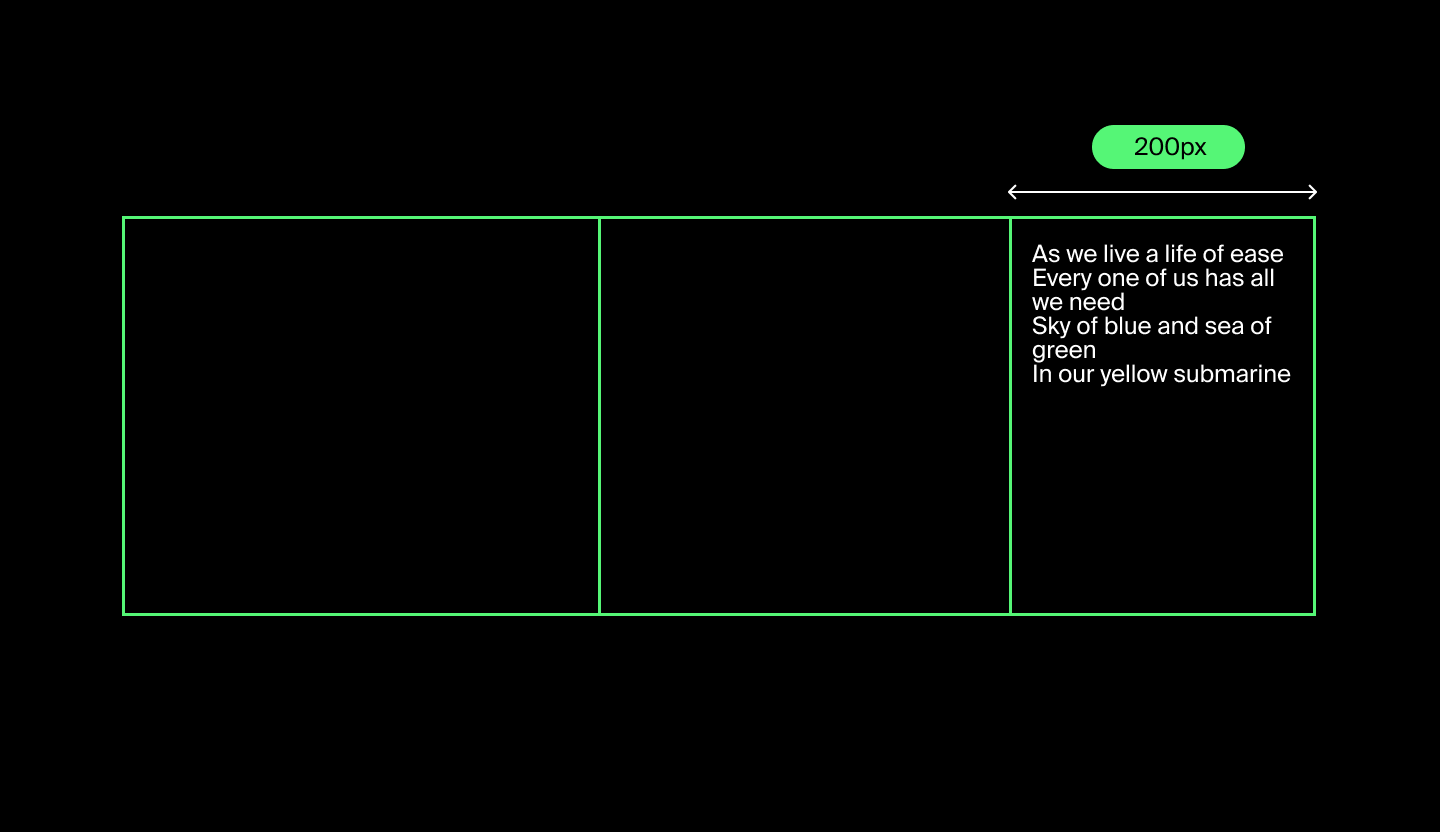 200px
As we live a life of ease
Every one of us has all
we need
Sky of blue and sea of
green
In our yellow submarine